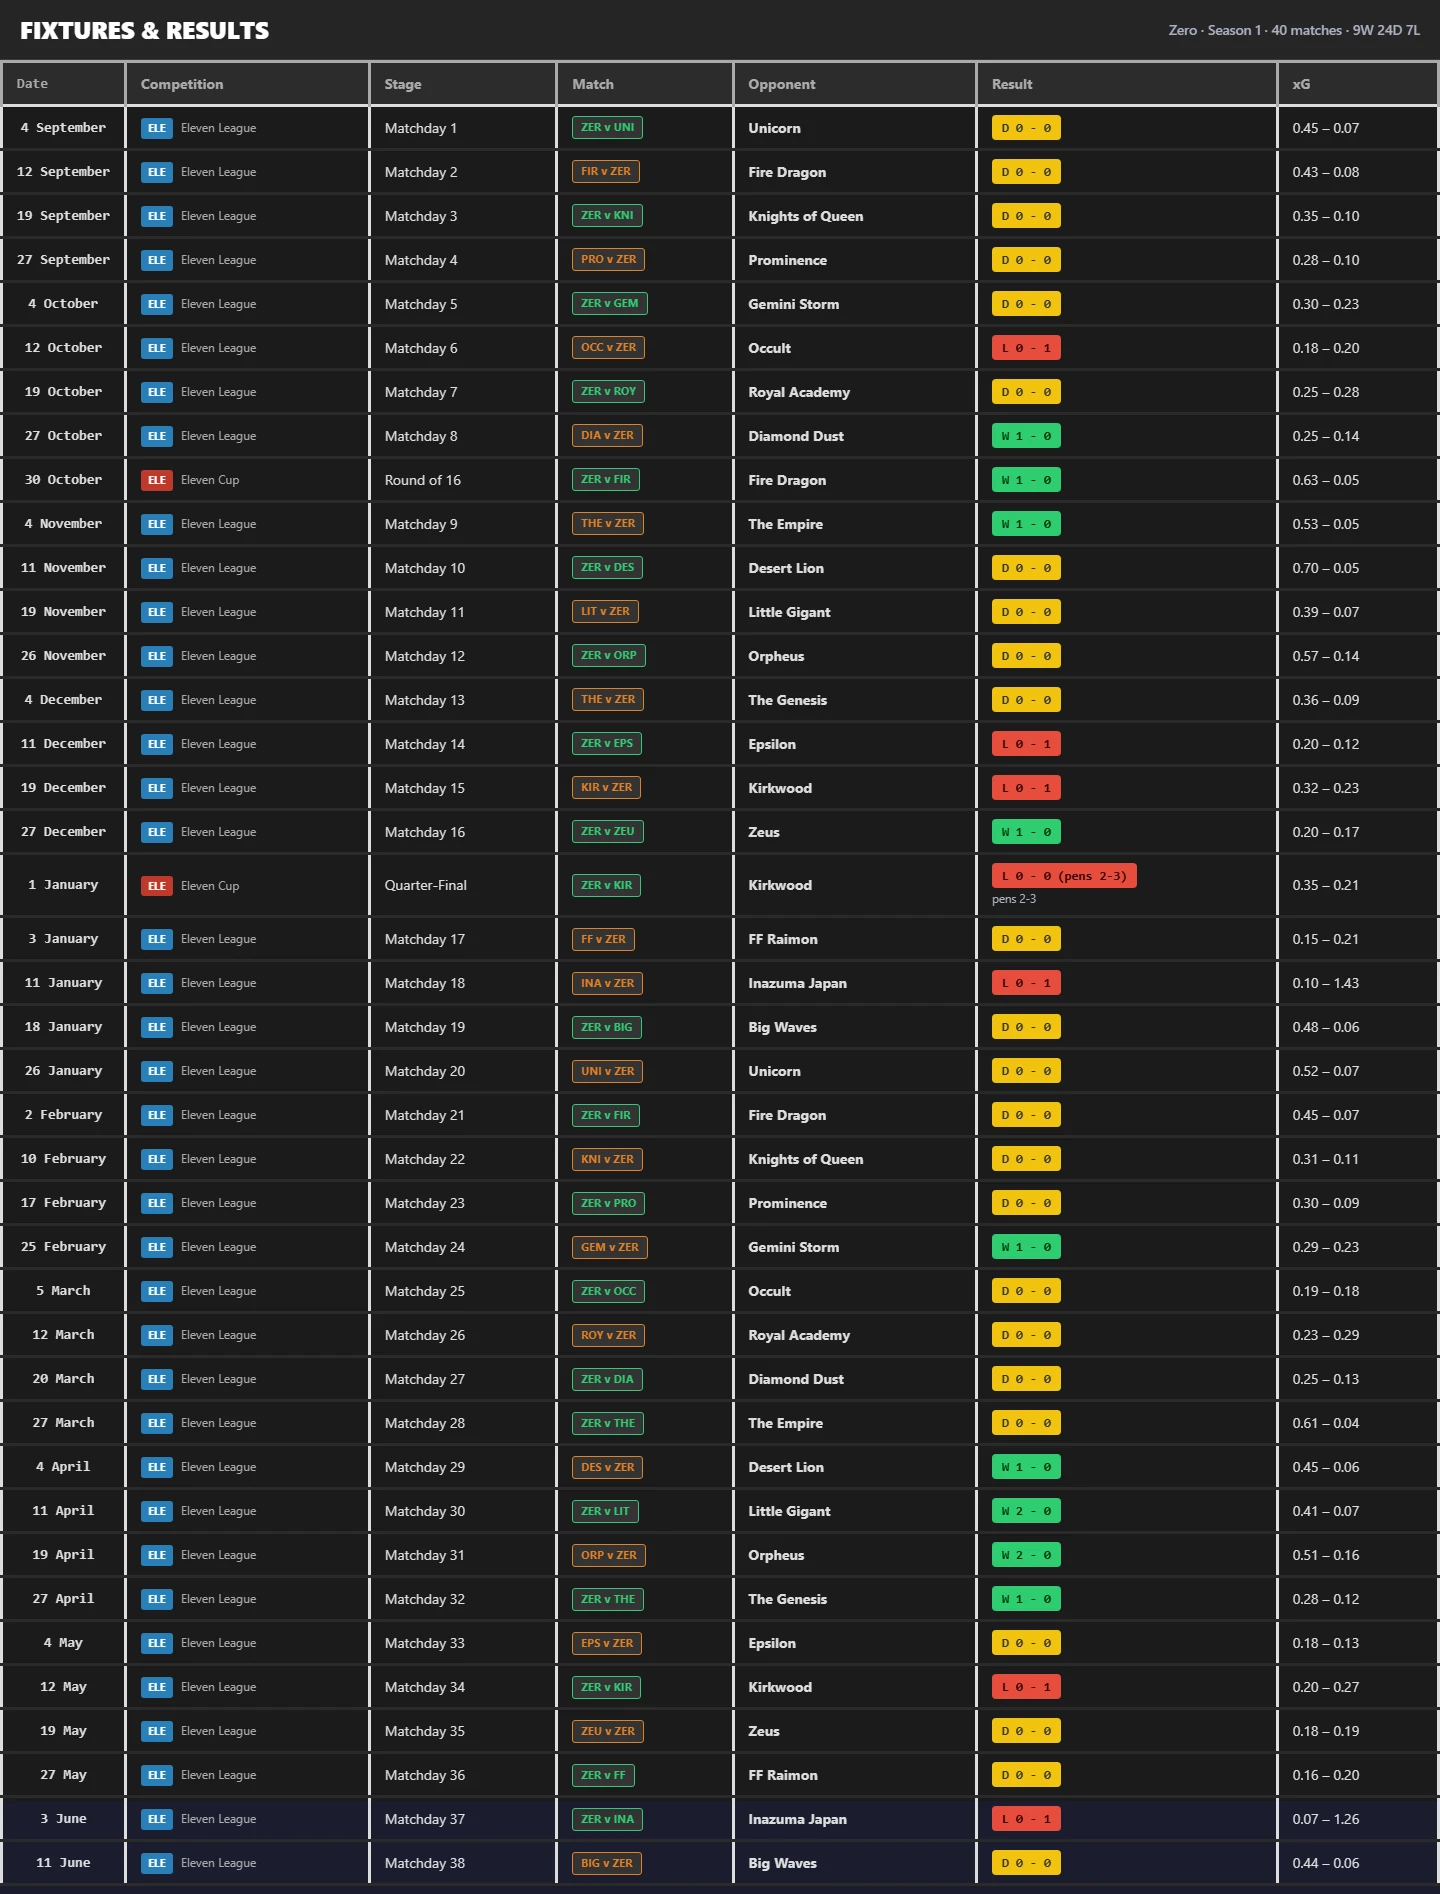 FIXTURES & RESULTS
Zero · Season 1 · 40 matches · 9W 24D 7L
Date Competition Stage Match Opponent Result xG
4 September ELE Eleven League Matchday 1 ZER v UNI Unicorn D 0 - 0 0.45 – 0.07
12 September ELE Eleven League Matchday 2 FIR v ZER Fire Dragon D 0 - 0 0.43 – 0.08
19 September ELE Eleven League Matchday 3 ZER v KNI Knights of Queen D 0 - 0 0.35 – 0.10
27 September ELE Eleven League Matchday 4 PRO v ZER Prominence D 0 - 0 0.28 – 0.10
4 October ELE Eleven League Matchday 5 ZER v GEM Gemini Storm D 0 - 0 0.30 – 0.23
12 October ELE Eleven League Matchday 6 OCC v ZER Occult L 0 - 1 0.18 – 0.20
19 October ELE Eleven League Matchday 7 ZER v ROY Royal Academy D 0 - 0 0.25 – 0.28
27 October ELE Eleven League Matchday 8 DIA v ZER Diamond Dust W 1 - 0 0.25 – 0.14
30 October ELE Eleven Cup Round of 16 ZER v FIR Fire Dragon W 1 - 0 0.63 – 0.05
4 November ELE Eleven League Matchday 9 THE v ZER The Empire W 1 - 0 0.53 – 0.05
11 November ELE Eleven League Matchday 10 ZER v DES Desert Lion D 0 - 0 0.70 – 0.05
19 November ELE Eleven League Matchday 11 LIT v ZER Little Gigant D 0 - 0 0.39 – 0.07
26 November ELE Eleven League Matchday 12 ZER v ORP Orpheus D 0 - 0 0.57 – 0.14
4 December ELE Eleven League Matchday 13 THE v ZER The Genesis D 0 - 0 0.36 – 0.09
11 December ELE Eleven League Matchday 14 ZER v EPS Epsilon L 0 - 1 0.20 – 0.12
19 December ELE Eleven League Matchday 15 KIR v ZER Kirkwood L 0 - 1 0.32 – 0.23
27 December ELE Eleven League Matchday 16 ZER v ZEU Zeus W 1 - 0 0.20 – 0.17
1 January ELE Eleven Cup Quarter-Final ZER v KIR Kirkwood L 0 - 0 (pens 2-3) 0.35 – 0.21
pens 2-3
3 January ELE Eleven League Matchday 17 FF v ZER FF Raimon D 0 - 0 0.15 – 0.21
11 January ELE Eleven League Matchday 18 INA v ZER Inazuma Japan L 0 - 1 0.10 – 1.43
18 January ELE Eleven League Matchday 19 ZER v BIG Big Waves D 0 - 0 0.48 – 0.06
26 January ELE Eleven League Matchday 20 UNI v ZER Unicorn D 0 - 0 0.52 – 0.07
2 February ELE Eleven League Matchday 21 ZER v FIR Fire Dragon D 0 - 0 0.45 – 0.07
10 February ELE Eleven League Matchday 22 KNI v ZER Knights of Queen D 0 - 0 0.31 – 0.11
17 February ELE Eleven League Matchday 23 ZER v PRO Prominence D 0 - 0 0.30 – 0.09
25 February ELE Eleven League Matchday 24 GEM v ZER Gemini Storm W 1 - 0 0.29 – 0.23
5 March ELE Eleven League Matchday 25 ZER v OCC Occult D 0 - 0 0.19 – 0.18
12 March ELE Eleven League Matchday 26 ROY v ZER Royal Academy D 0 - 0 0.23 – 0.29
20 March ELE Eleven League Matchday 27 ZER v DIA Diamond Dust D 0 - 0 0.25 – 0.13
27 March ELE Eleven League Matchday 28 ZER v THE The Empire D 0 - 0 0.61 – 0.04
4 April ELE Eleven League Matchday 29 DES v ZER Desert Lion W 1 - 0 0.45 – 0.06
11 April ELE Eleven League Matchday 30 ZER v LIT Little Gigant W 2 - 0 0.41 – 0.07
19 April ELE Eleven League Matchday 31 ORP v ZER Orpheus W 2 - 0 0.51 – 0.16
27 April ELE Eleven League Matchday 32 ZER v THE The Genesis W 1 - 0 0.28 – 0.12
4 May ELE Eleven League Matchday 33 EPS v ZER Epsilon D 0 - 0 0.18 – 0.13
12 May ELE Eleven League Matchday 34 ZER v KIR Kirkwood L 0 - 1 0.20 – 0.27
19 May ELE Eleven League Matchday 35 ZEU v ZER Zeus D 0 - 0 0.18 – 0.19
27 May ELE Eleven League Matchday 36 ZER v FF FF Raimon D 0 - 0 0.16 – 0.20
3 June ELE Eleven League Matchday 37 ZER v INA Inazuma Japan L 0 - 1 0.07 – 1.26
11 June ELE Eleven League Matchday 38 BIG v ZER Big Waves D 0 - 0 0.44 – 0.06